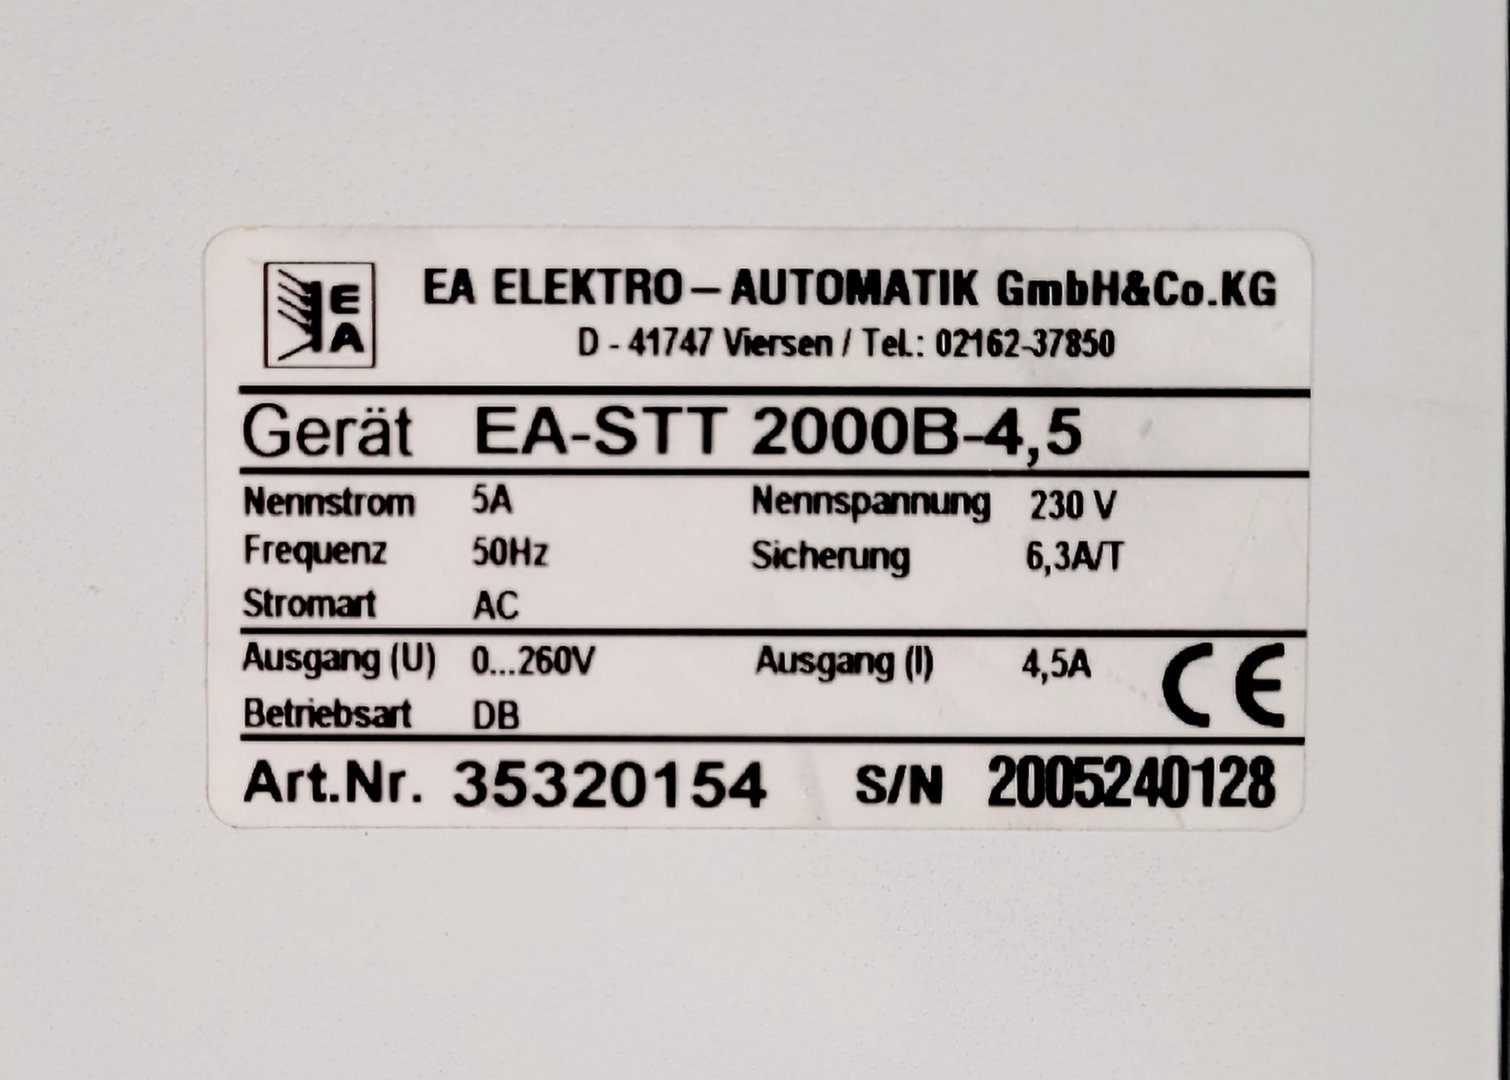 EA
EA ELEKTRO-AUTOMATIK GmbH&Co.KG
D - 41747 Viersen / Tel.: 02162-37850
Gerät EA-STT 2000B-4,5
Nennstrom 5A Nennspannung 230 V
Frequenz 50Hz Sicherung 6,3A/T
Stromart AC
Ausgang (U) 0...260V Ausgang (I) 4,5A
Betriebsart DB CE
Art.Nr. 35320154 S/N 2005240128